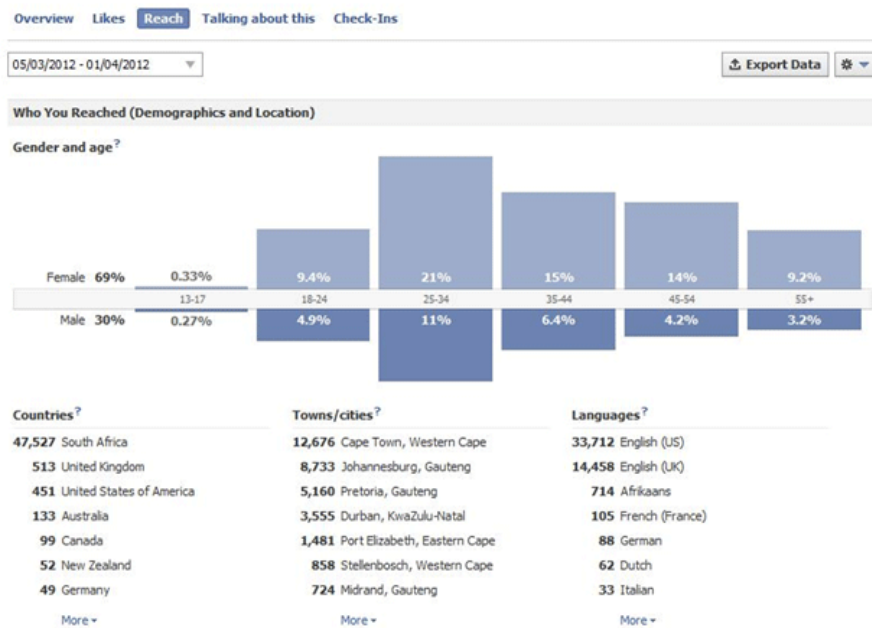 Overview Likes Reach Talking about this Check-Ins
05/03/2012 - 01/04/2012
Export Data
Who You Reached (Demographics and Location)
Gender and age?
Female 69% 0.33% 9.4% 21% 15% 14% 9.2%
13-17 18-24 25-34 35-44 45-54 55+
Male 30% 0.27% 4.9% 11% 6.4% 4.2% 3.2%
Countries?
47,527 South Africa
513 United Kingdom
451 United States of America
133 Australia
99 Canada
52 New Zealand
49 Germany
More
Towns/cities?
12,676 Cape Town, Western Cape
8,733 Johannesburg, Gauteng
5,160 Pretoria, Gauteng
3,555 Durban, KwaZulu-Natal
1,481 Port Elizabeth, Eastern Cape
858 Stellenbosch, Western Cape
724 Midrand, Gauteng
More
Languages?
33,712 English (US)
14,458 English (UK)
714 Afrikaans
105 French (France)
88 German
62 Dutch
33 Italian
More